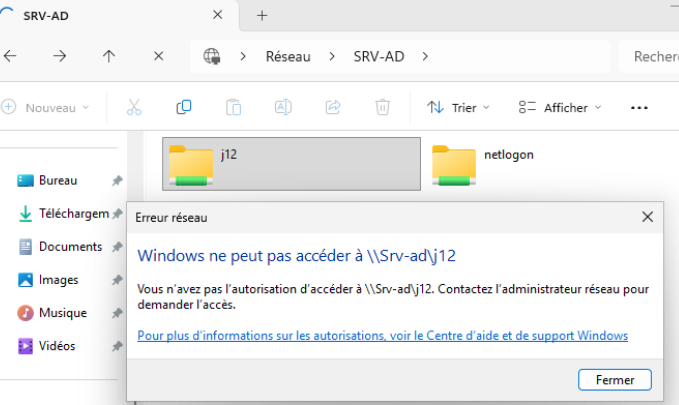 SRV-AD
Réseau > SRV-AD >
Nouveau
Trier
Afficher
j12
netlogon
Bureau
Téléchargem
Documents
Images
Musique
Vidéos
Erreur réseau
Windows ne peut pas accéder à \\Srv-ad\j12
Vous n'avez pas l'autorisation d'accéder à \\Srv-ad\j12. Contactez l'administrateur réseau pour
demander l'accès.
Pour plus d'informations sur les autorisations, voir le Centre d'aide et de support Windows
Fermer